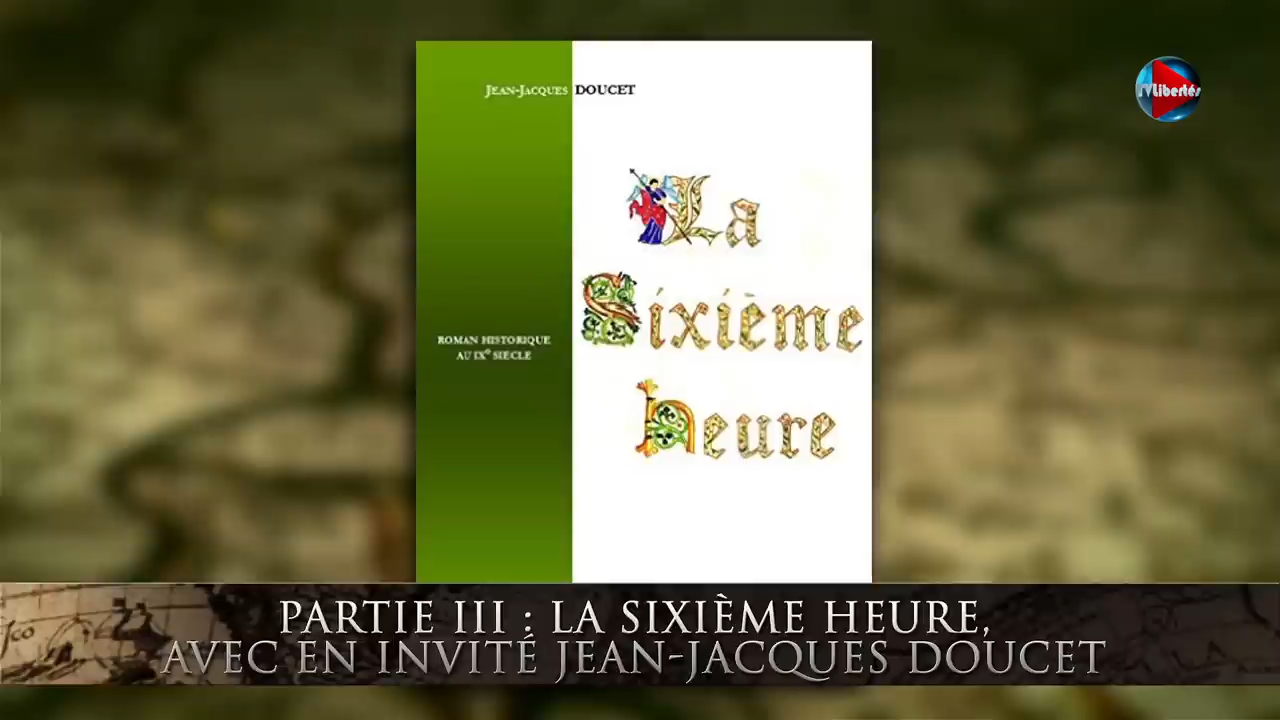 JEAN-JACQUES DOUCET
TVLibertés
La
Sixième
heure
ROMAN HISTORIQUE
AU IXᵉ SIÈCLE
PARTIE III : LA SIXIÈME HEURE,
AVEC EN INVITÉ JEAN-JACQUES DOUCET